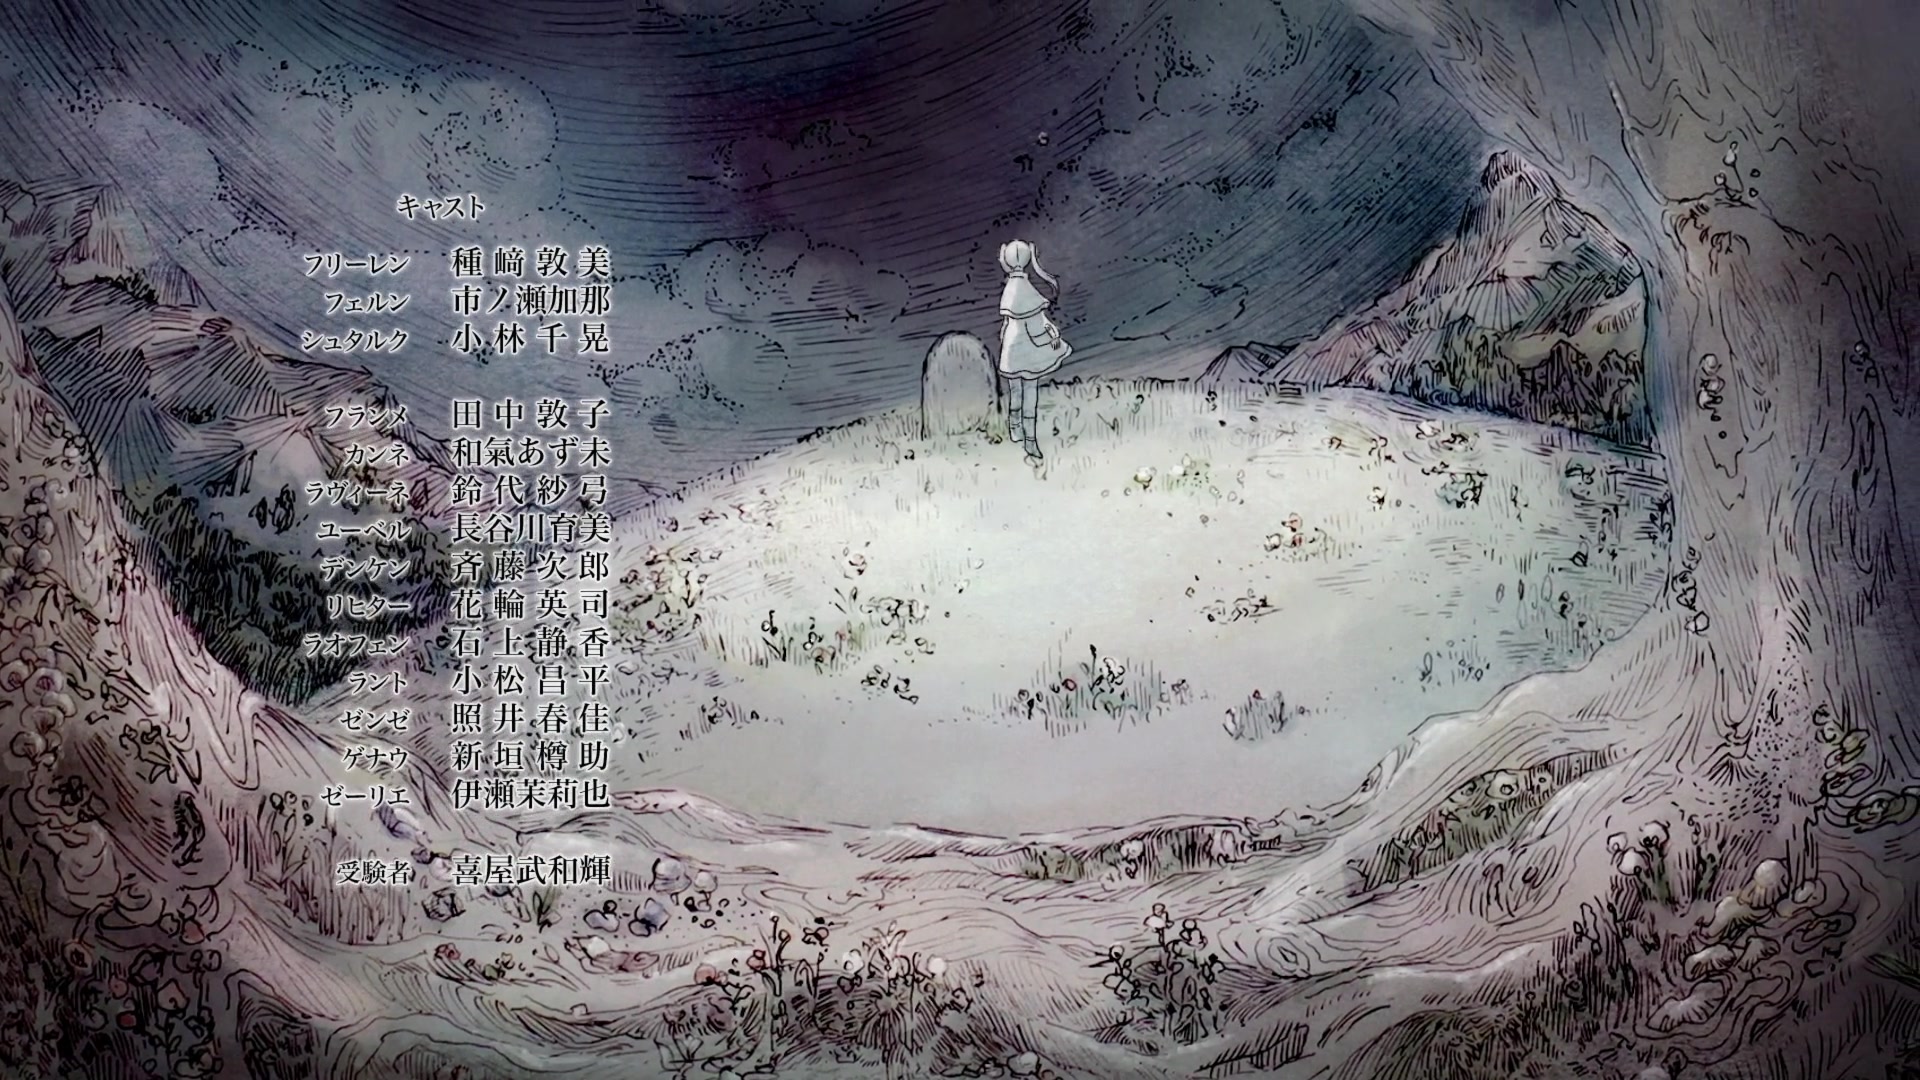 キャスト
フリーレン 種﨑敦美
フェルン 市ノ瀬加那
シュタルク 小林千晃
フランメ 田中敦子
カンネ 和氣あず未
ラヴィーネ 鈴代紗弓
ユーベル 長谷川育美
デンケン 斉藤次郎
リヒター 花輪英司
ラオフェン 石上静香
ラント 小松昌平
ゼンゼ 照井春佳
ゲナウ 新垣樽助
ゼーリエ 伊瀬茉莉也
受験者 喜屋武和輝